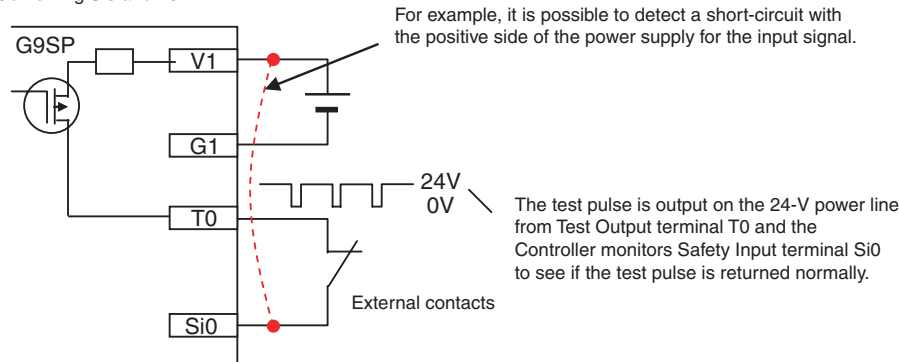 For example, it is possible to detect a short-circuit with
the positive side of the power supply for the input signal.
G9SP
V1
G1
24V
0V
T0
The test pulse is output on the 24-V power line
from Test Output terminal T0 and the
Controller monitors Safety Input terminal Si0
to see if the test pulse is returned normally.
External contacts
Si0